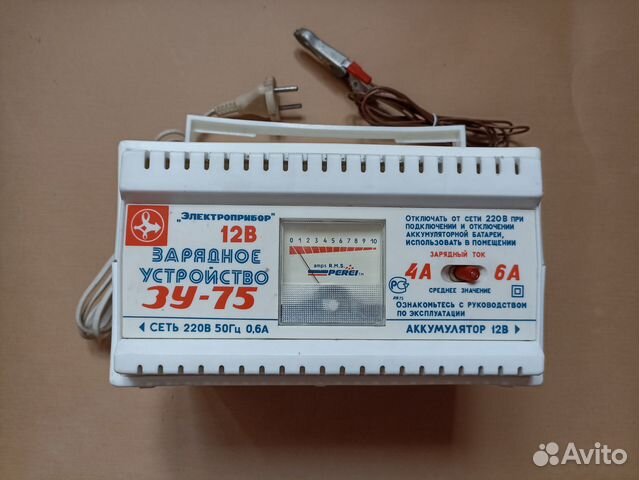 "Электроприбор"
12В
ЗАРЯДНОЕ
УСТРОЙСТВО
ЗУ-75
0 1 2 3 4 5 6 7 8 9 10
amps R.M.S.
PEREI
ОТКЛЮЧАТЬ ОТ СЕТИ 220В ПРИ
ПОДКЛЮЧЕНИИ И ОТКЛЮЧЕНИИ
АККУМУЛЯТОРНОЙ БАТАРЕИ,
ИСПОЛЬЗОВАТЬ В ПОМЕЩЕНИИ
ЗАРЯДНЫЙ ТОК
4А 6А
СРЕДНЕЕ ЗНАЧЕНИЕ
ОЗНАКОМЬТЕСЬ С РУКОВОДСТВОМ
ПО ЭКСПЛУАТАЦИИ
СЕТЬ 220В 50Гц 0,6А
АККУМУЛЯТОР 12В
Avito